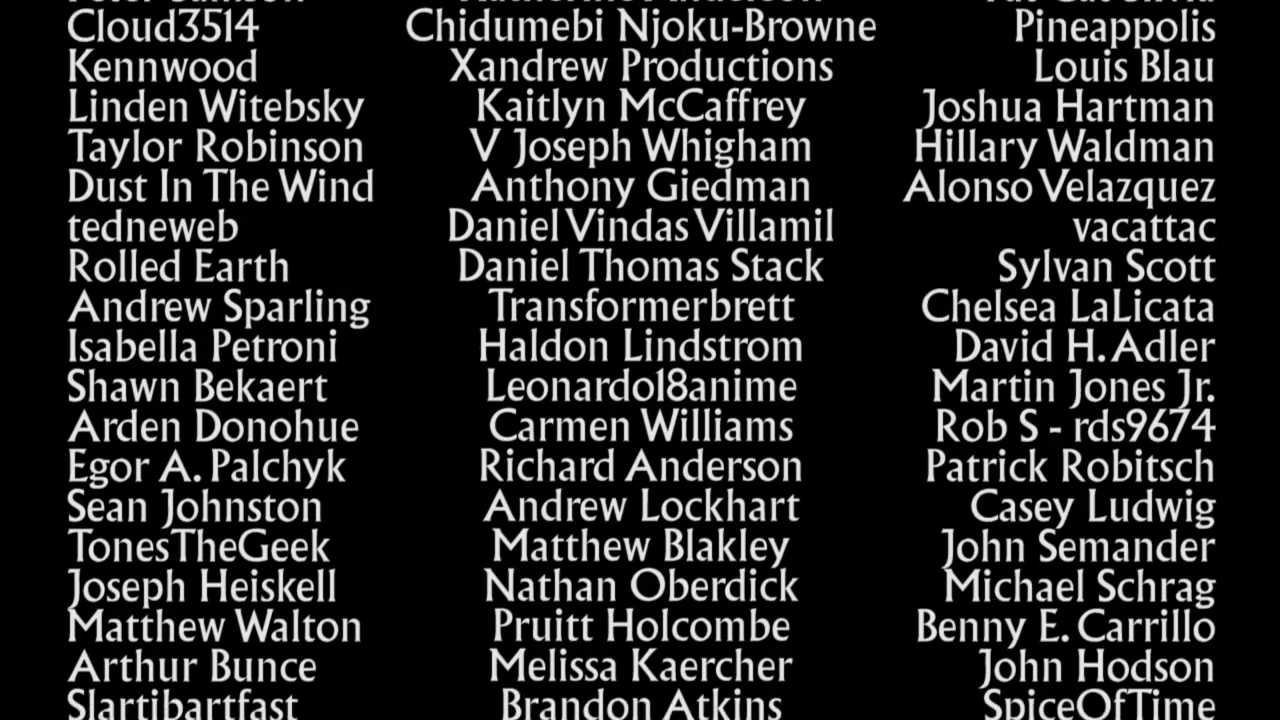 Cloud3514 Chidumebi Njoku-Browne Pineappolis
Kennwood Xandrew Productions Louis Blau
Linden Witebsky Kaitlyn McCaffrey Joshua Hartman
Taylor Robinson V Joseph Whigham Hillary Waldman
Dust In The Wind Anthony Giedman Alonso Velazquez
tedneweb Daniel Vindas Villamil vacattac
Rolled Earth Daniel Thomas Stack Sylvan Scott
Andrew Sparling Transformerbrett Chelsea LaLicata
Isabella Petroni Haldon Lindstrom David H. Adler
Shawn Bekaert Leonardo18anime Martin Jones Jr.
Arden Donohue Carmen Williams Rob S - rds9674
Egor A. Palchyk Richard Anderson Patrick Robitsch
Sean Johnston Andrew Lockhart Casey Ludwig
TonesTheGeek Matthew Blakley John Semander
Joseph Heiskell Nathan Oberdick Michael Schrag
Matthew Walton Pruitt Holcombe Benny E. Carrillo
Arthur Bunce Melissa Kaercher John Hodson
Slartibartfast Brandon Atkins SpiceOfTime